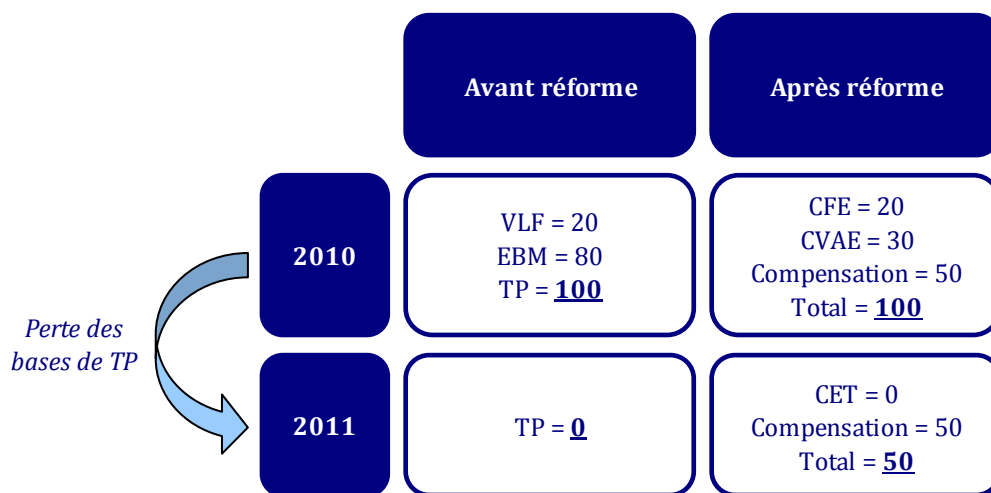 Avant réforme
Après réforme
2010
VLF = 20
EBM = 80
TP = 100
CFE = 20
CVAE = 30
Compensation = 50
Total = 100
Perte des
bases de TP
2011
TP = 0
CET = 0
Compensation = 50
Total = 50